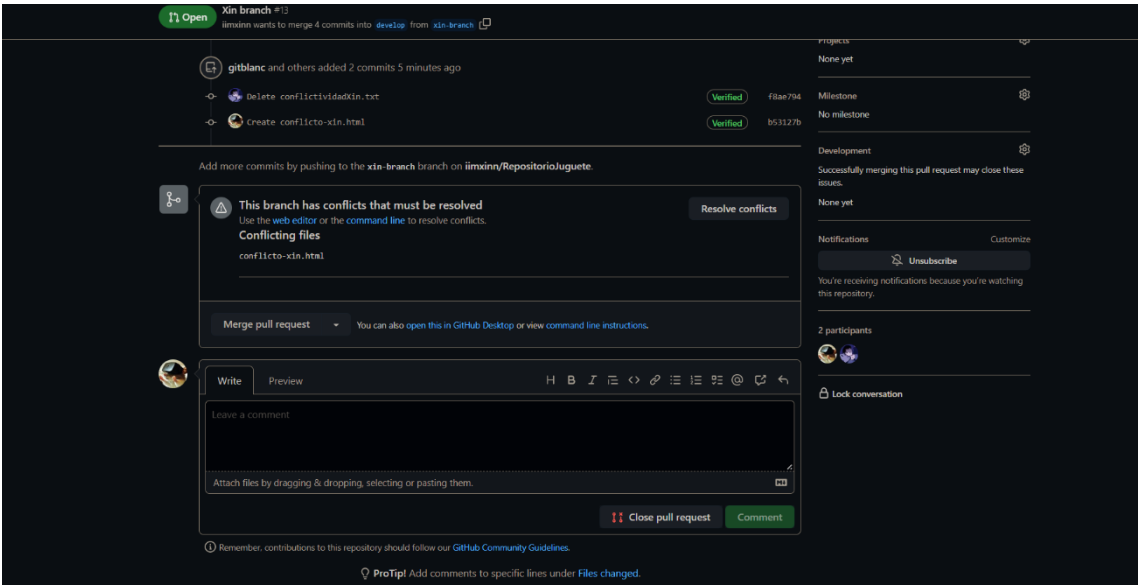 Open
Xin branch #13
iimxinn wants to merge 4 commits into develop from xin-branch
gitblanc and others added 2 commits 5 minutes ago
Delete conflictividadXin.txt
Verified
f8ae794
Create conflicto-xin.html
Verified
b53127b
Add more commits by pushing to the xin-branch branch on iimxinn/RepositorioJuguete.
This branch has conflicts that must be resolved
Use the web editor or the command line to resolve conflicts.
Conflicting files
conflicto-xin.html
Resolve conflicts
Merge pull request
You can also open this in GitHub Desktop or view command line instructions.
Write
Preview
Leave a comment
Attach files by dragging & dropping, selecting or pasting them.
Close pull request
Comment
Remember, contributions to this repository should follow our GitHub Community Guidelines.
ProTip! Add comments to specific lines under Files changed.
Projects
None yet
Milestone
No milestone
Development
Successfully merging this pull request may close these
issues.
None yet
Notifications
Customize
Unsubscribe
You're receiving notifications because you're watching
this repository.
2 participants
Lock conversation